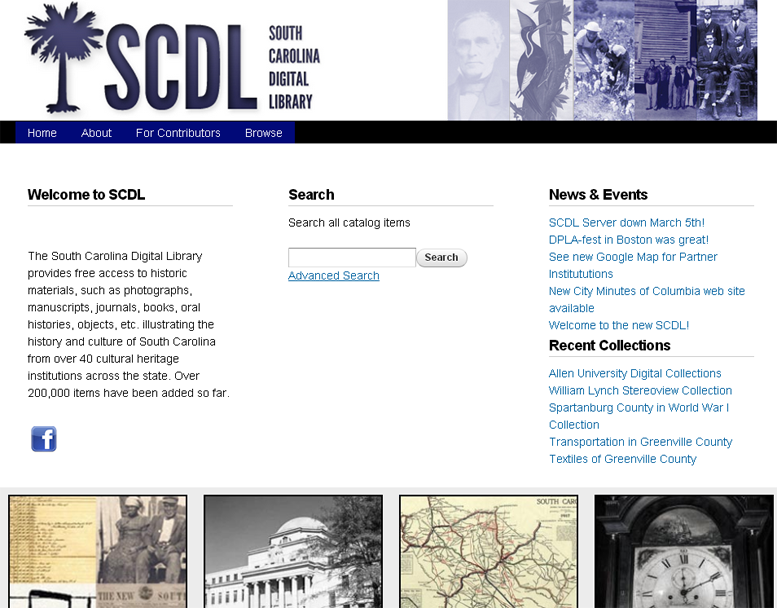 SCDL
SOUTH
CAROLINA
DIGITAL
LIBRARY
Home About For Contributors Browse
Welcome to SCDL
The South Carolina Digital Library
provides free access to historic
materials, such as photographs,
manuscripts, journals, books, oral
histories, objects, etc. illustrating the
history and culture of South Carolina
from over 40 cultural heritage
institutions across the state. Over
200,000 items have been added so far.
f
Search
Search all catalog items
Search
Advanced Search
News & Events
SCDL Server down March 5th!
DPLA-fest in Boston was great!
See new Google Map for Partner
Instititutions
New City Minutes of Columbia web site
available
Welcome to the new SCDL!
Recent Collections
Allen University Digital Collections
William Lynch Stereoview Collection
Spartanburg County in World War I
Collection
Transportation in Greenville County
Textiles of Greenville County
THE NEW SOUT
SOUTH CAR